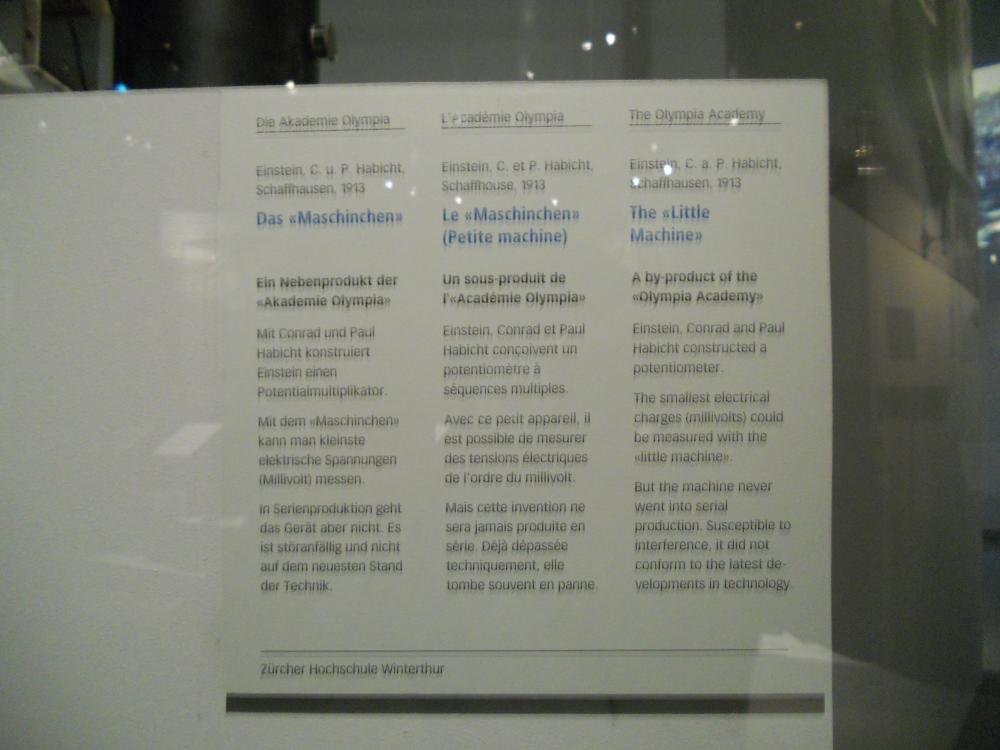 Die Akademie Olympia
Einstein, C. u. P. Habicht,
Schaffhausen, 1913
Das «Maschinchen»
Ein Nebenprodukt der
«Akademie Olympia»
Mit Conrad und Paul
Habicht konstruiert
Einstein einen
Potentialmultiplikator.
Mit dem «Maschinchen»
kann man kleinste
elektrische Spannungen
(Millivolt) messen.
In Serienproduktion geht
das Gerät aber nicht. Es
ist störanfällig und nicht
auf dem neuesten Stand
der Technik.
L'académie Olympia
Einstein, C. et P. Habicht,
Schaffhouse, 1913
Le «Maschinchen»
(Petite machine)
Un sous-produit de
l'«Académie Olympia»
Einstein, Conrad et Paul
Habicht conçoivent un
potentiomètre à
séquences multiples.
Avec ce petit appareil, il
est possible de mesurer
des tensions électriques
de l'ordre du millivolt.
Mais cette invention ne
sera jamais produite en
série. Déjà dépassée
techniquement, elle
tombe souvent en panne.
The Olympia Academy
Einstein, C. a. P. Habicht,
Schaffhausen, 1913
The «Little
Machine»
A by-product of the
«Olympia Academy»
Einstein, Conrad and Paul
Habicht constructed a
potentiometer.
The smallest electrical
charges (millivolts) could
be measured with the
«little machine».
But the machine never
went into serial
production. Susceptible to
interference, it did not
conform to the latest de-
velopments in technology.
Zürcher Hochschule Winterthur